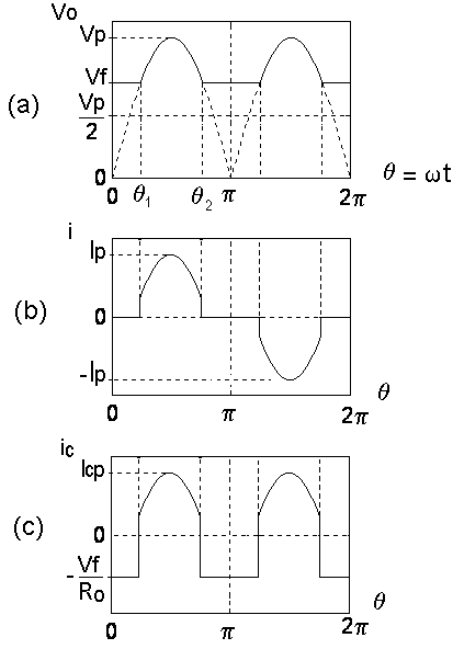 Vo
Vp
Vf
(a)
Vp
2
0
0 θ1 θ2 π 2π
θ = ωt
i
Ip
(b)
0
-Ip
θ
0 π 2π
ic
Icp
(c)
0
- Vf
Ro
θ
0 π 2π